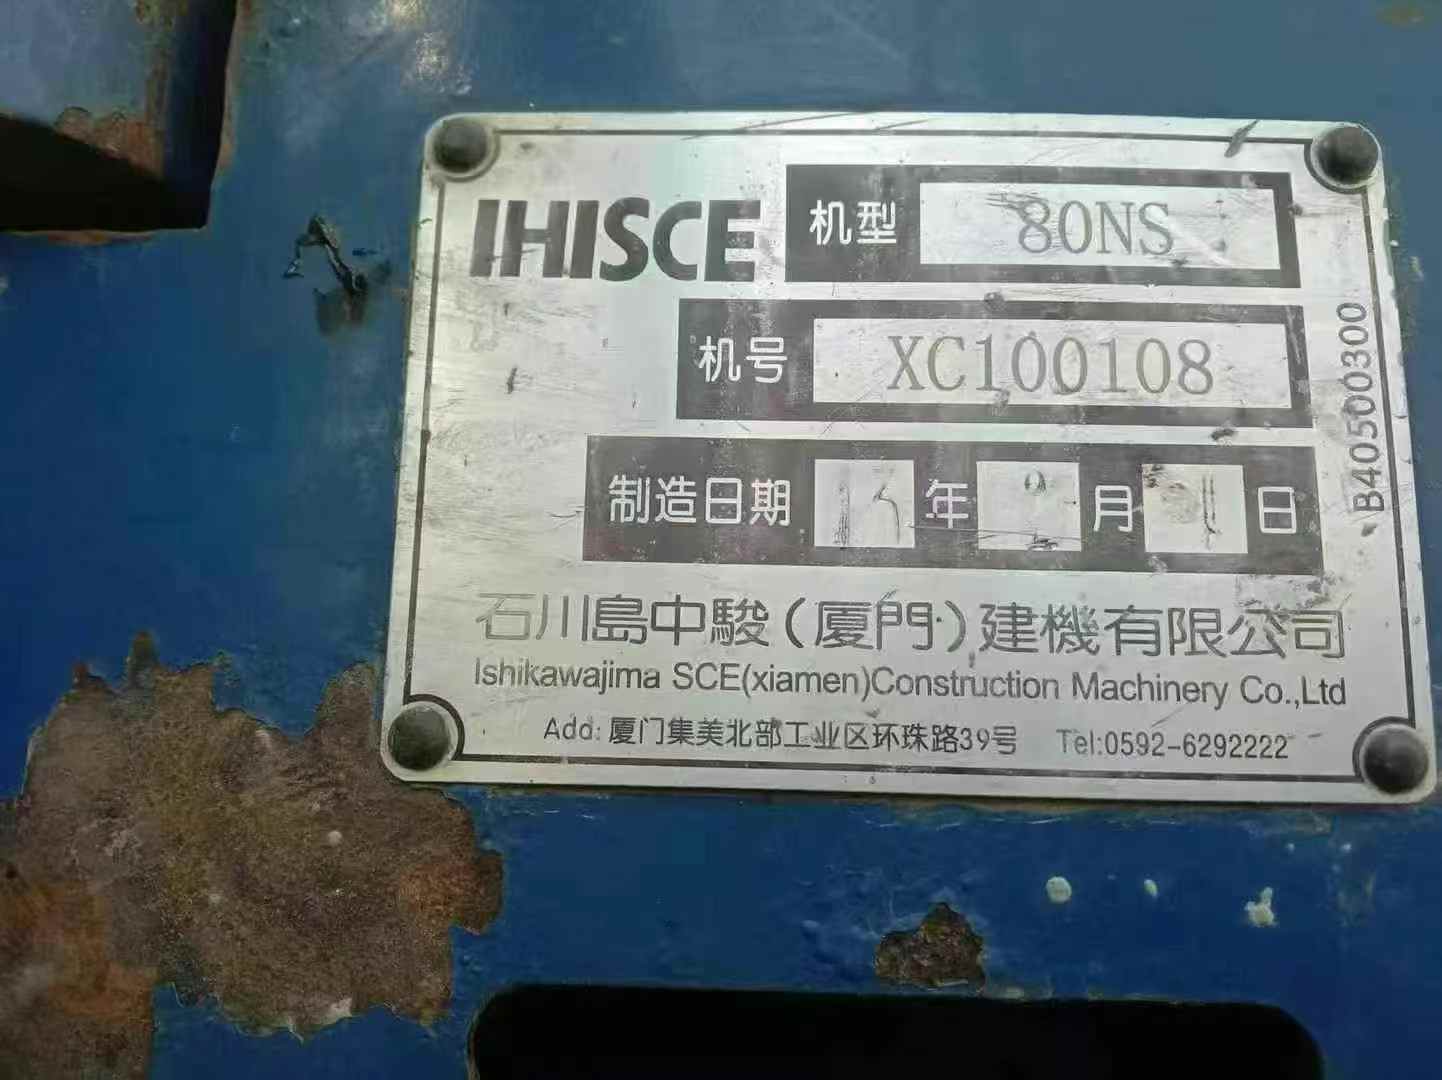 IHISCE 机型 80NS
机号 XC100108
制造日期 13年 月 日
石川島中駿(厦門)建機有限公司
Ishikawajima SCE(xiamen)Construction Machinery Co.,Ltd
Add: 厦门集美北部工业区环珠路39号 Tel:0592-6292222
B40500300